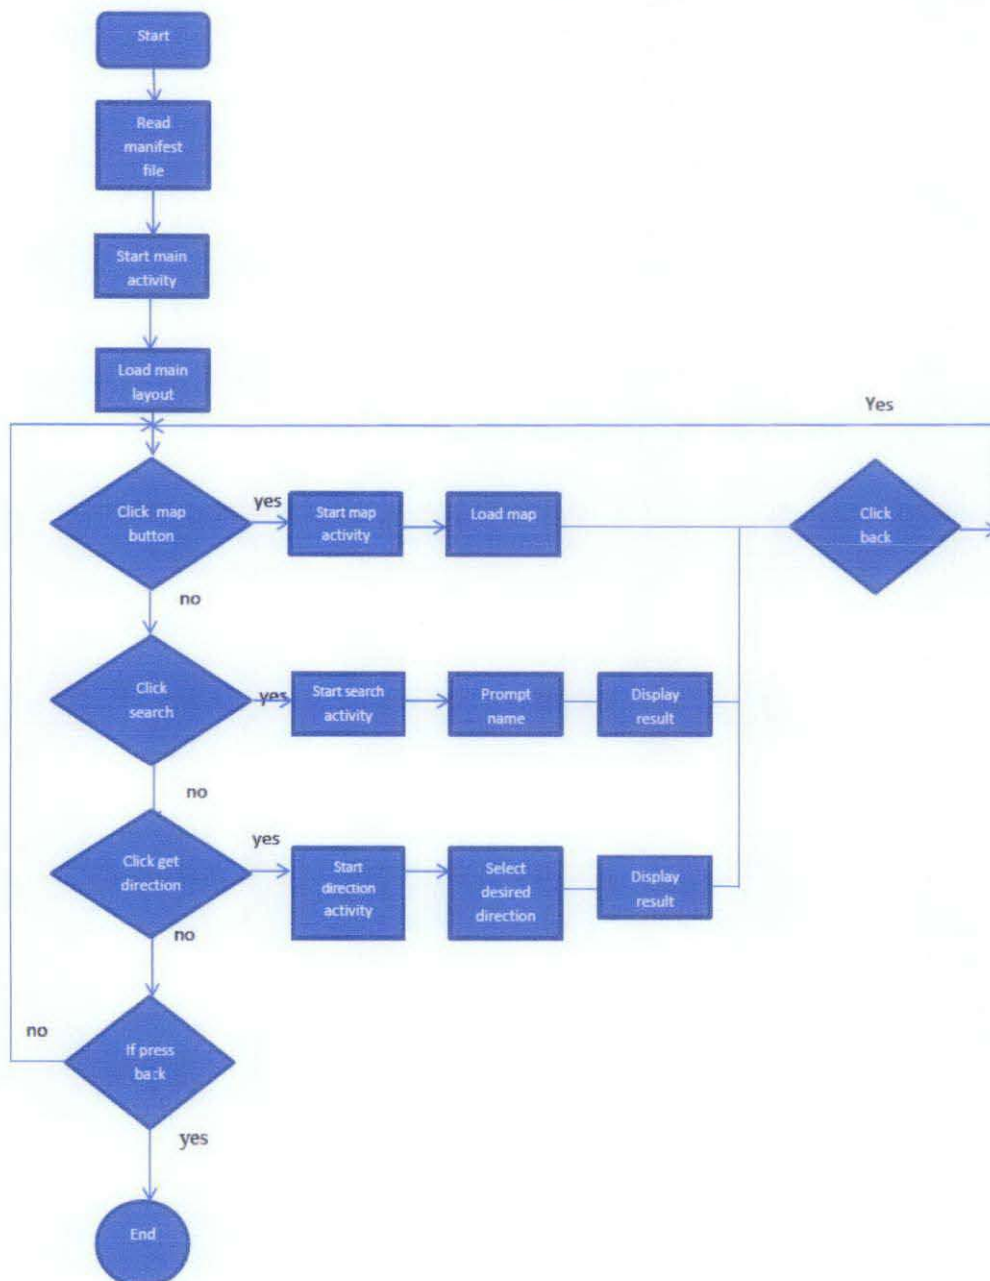 Start
Read
manifest
file
Start main
activity
Load main
layout
Yes
Click map
button
yes
Start map
activity
Load map
Click
back
no
Click
search
yes
Start search
activity
Prompt
name
Display
result
no
Click get
direction
yes
Start
direction
activity
Select
desired
direction
Display
result
no
If press
back
no
yes
End